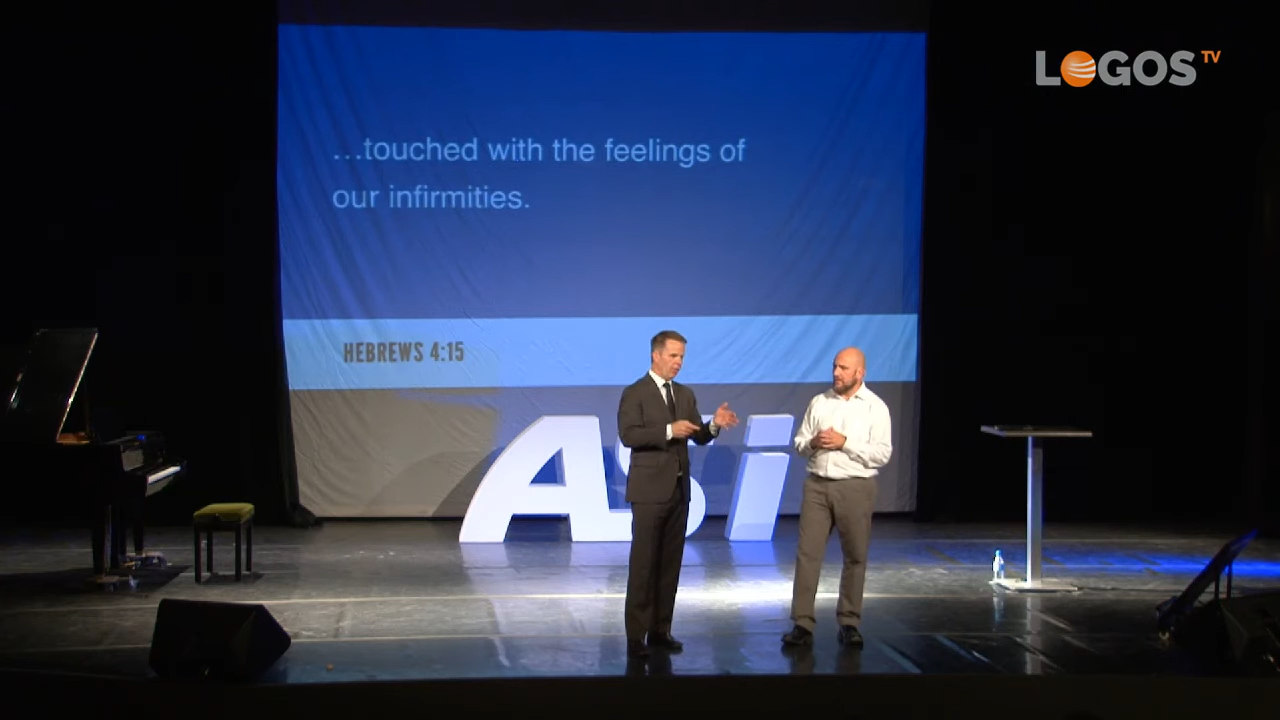 LOGOS TV
…touched with the feelings of
our infirmities.
HEBREWS 4:15
ASi